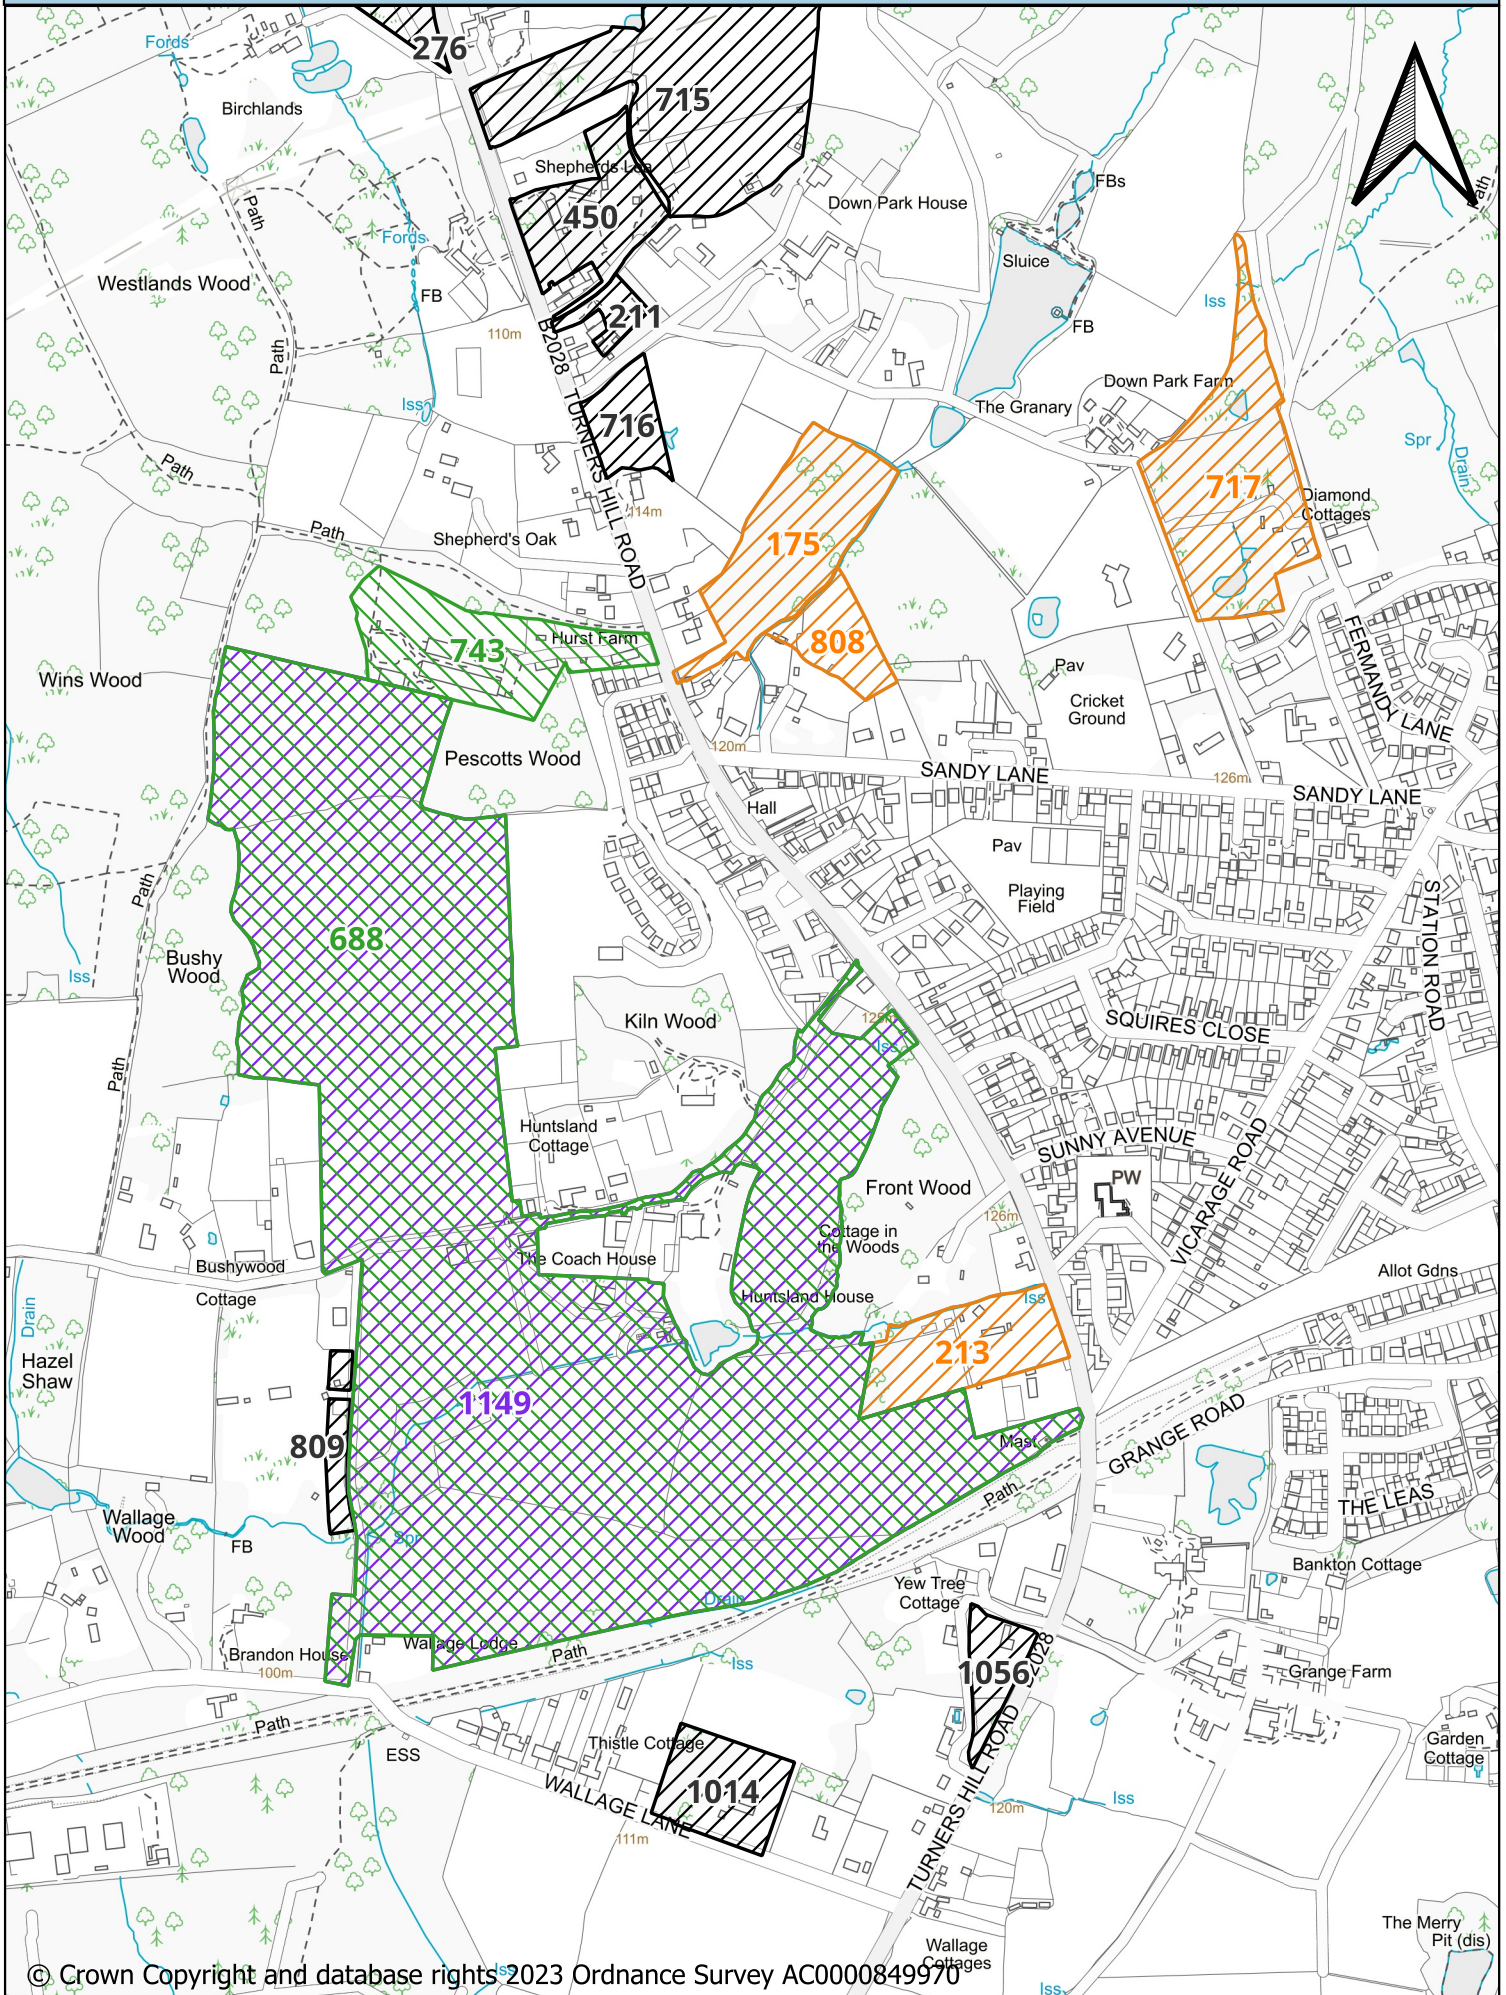 276
Fords
715
Birchlands
Shepherds Lea
FBs
Path
Path
Down Park House
450
Fords
Sluice
Westlands Wood
FB
Iss
211
FB
110m
B2028
Path
Down Park Farm
Iss
The Granary
TURNERS HILL ROAD
716
Spr
Drain
Path
717
Diamond
Cottages
114m
Path
Shepherd's Oak
175
743
Hurst Farm
808
FERMANDY LANE
Pav
Wins Wood
Cricket
Ground
120m
Pescotts Wood
SANDY LANE
126m
SANDY LANE
Hall
Pav
Path
Playing
Field
STATION ROAD
688
Bushy
Wood
Iss
Kiln Wood
125m
SQUIRES CLOSE
Iss
Path
Huntsland
Cottage
SUNNY AVENUE
VICARAGE ROAD
PW
Front Wood
126m
Cottage in
the Woods
The Coach House
Bushywood
Cottage
Allot Gdns
Huntsland House
Iss
Drain
213
Hazel
Shaw
1149
GRANGE ROAD
Mast
809
Path
THE LEAS
Wallage
Wood
FB
Spr
Bankton Cottage
Yew Tree
Cottage
Drain
Wallage Lodge
Brandon House
100m
Path
Iss
1056
B2028
Grange Farm
Path
ESS
Thistle Cottage
Garden
Cottage
WALLAGE LANE
1014
TURNERS HILL ROAD
120m
Iss
111m
The Merry
Pit (dis)
Wallage
Cottages
Iss
Iss
© Crown Copyright and database rights 2023 Ordnance Survey AC0000849970